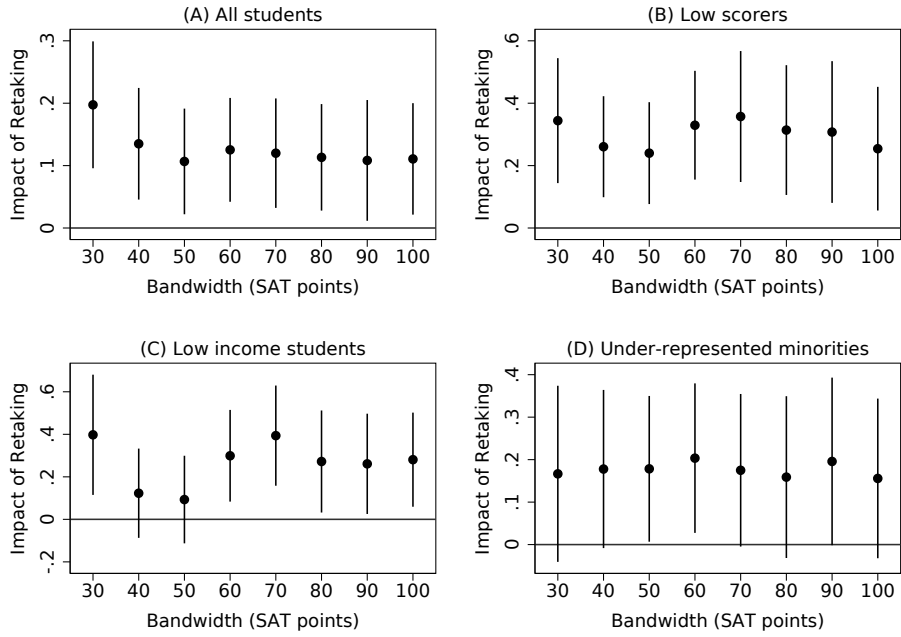 (A) All students
Impact of Retaking
.3
.2
.1
0
30 40 50 60 70 80 90 100
Bandwidth (SAT points)
(B) Low scorers
Impact of Retaking
.6
.4
.2
0
30 40 50 60 70 80 90 100
Bandwidth (SAT points)
(C) Low income students
Impact of Retaking
.6
.4
.2
0
-.2
30 40 50 60 70 80 90 100
Bandwidth (SAT points)
(D) Under-represented minorities
Impact of Retaking
.4
.3
.2
.1
0
30 40 50 60 70 80 90 100
Bandwidth (SAT points)